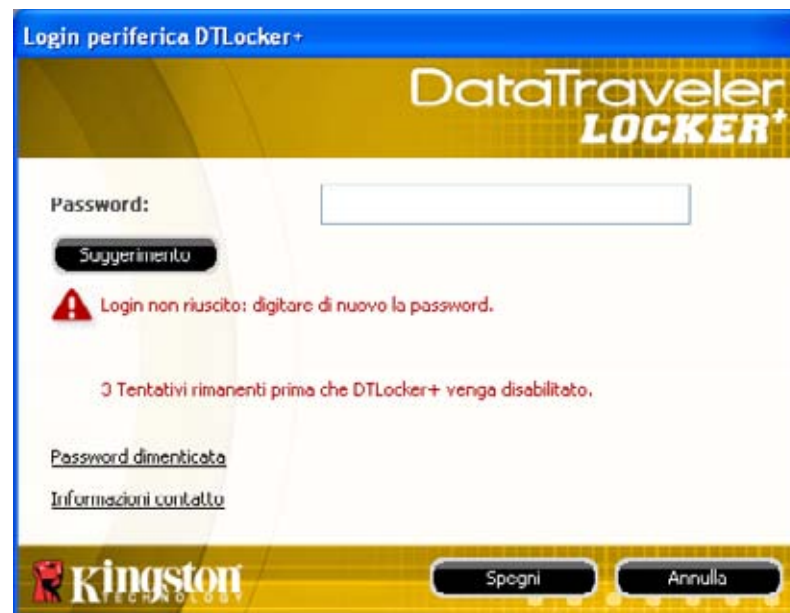 Login periferica DTLocker+
DataTraveler
LOCKER+
Password:
Suggerimento
Login non riuscito: digitare di nuovo la password.
3 Tentativi rimanenti prima che DTLocker+ venga disabilitato.
Password dimenticata
Informazioni contatto
Kingston
TECHNOLOGY
Spegni
Annulla